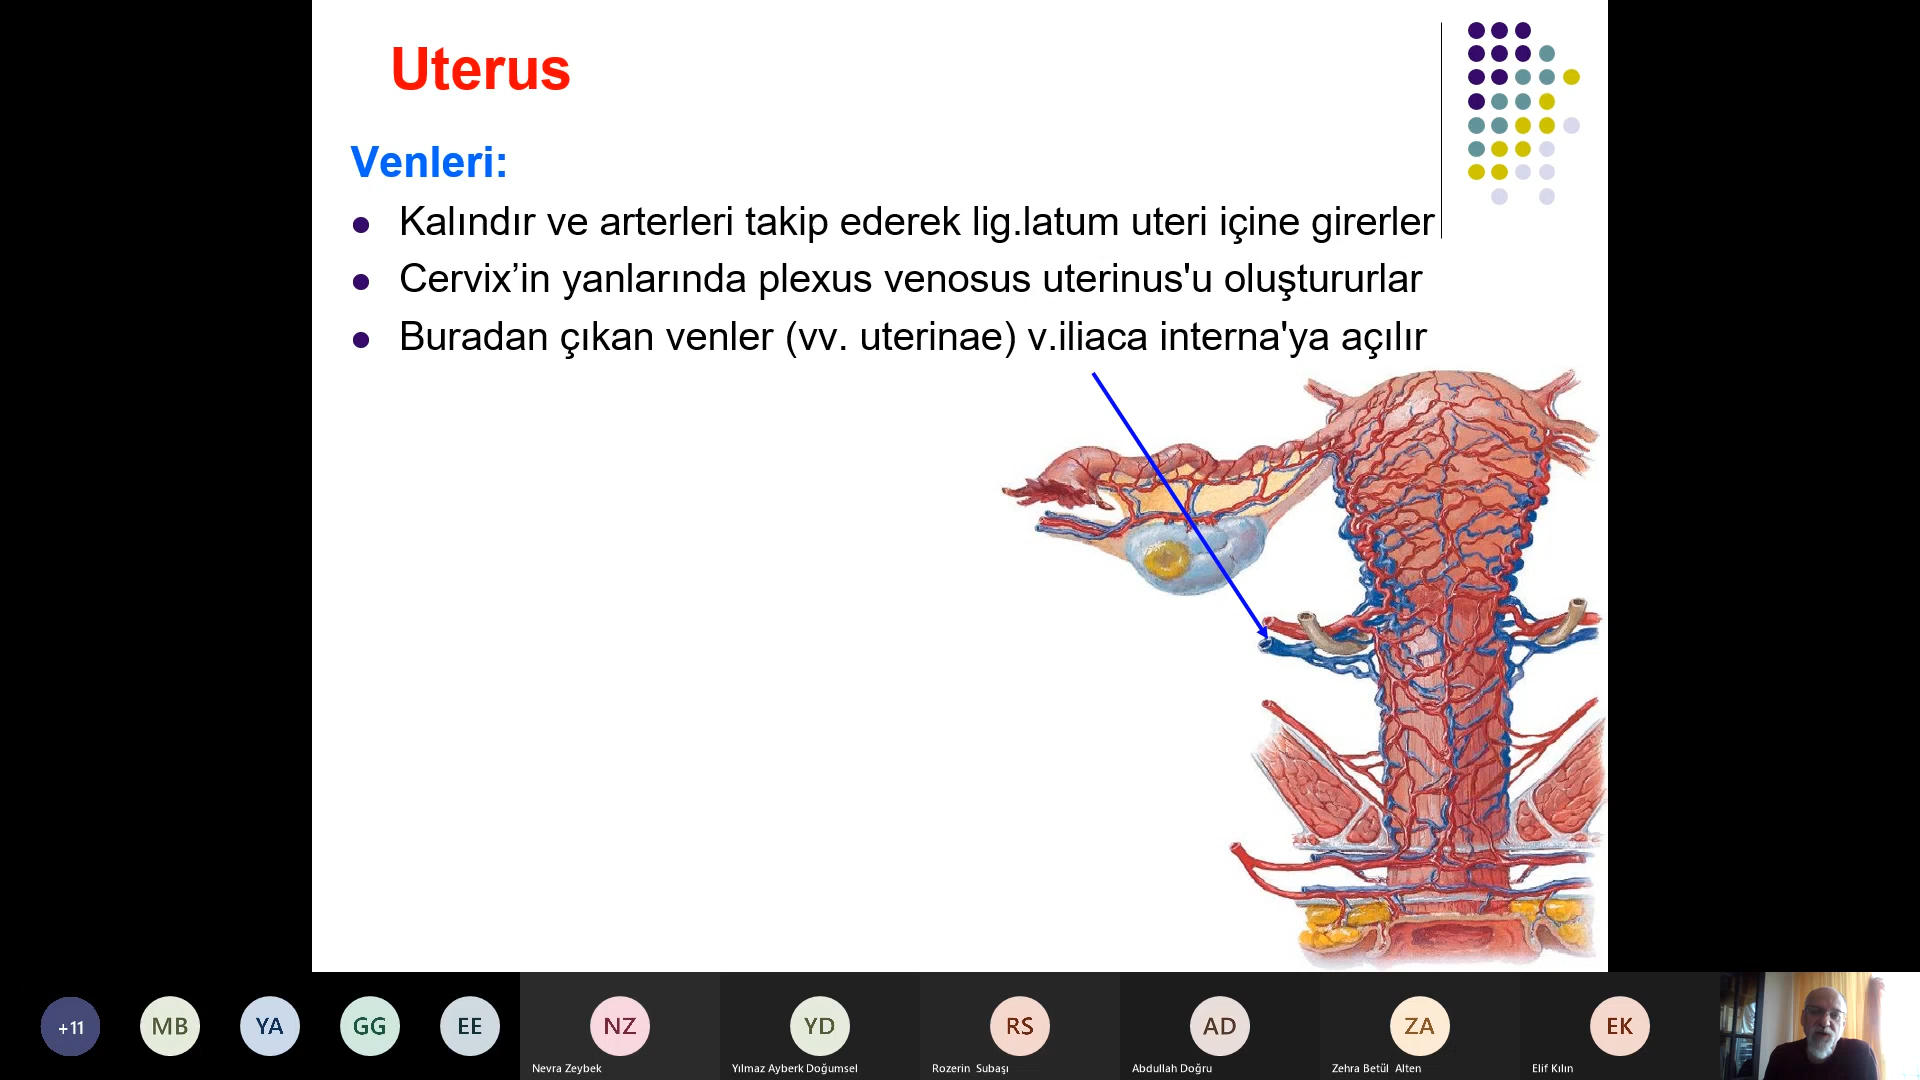 Uterus
Venleri:
Kalındır ve arterleri takip ederek lig.latum uteri içine girerler
Cervix’in yanlarında plexus venosus uterinus'u oluştururlar
Buradan çıkan venler (vv. uterinae) v.iliaca interna'ya açılır
+11
MB
YA
GG
EE
NZ
YD
RS
AD
ZA
EK
Nevra Zeybek
Yılmaz Ayberk Doğumsel
Rozerin Subaşı
Abdullah Doğru
Zehra Betül Alten
Elif Kılın